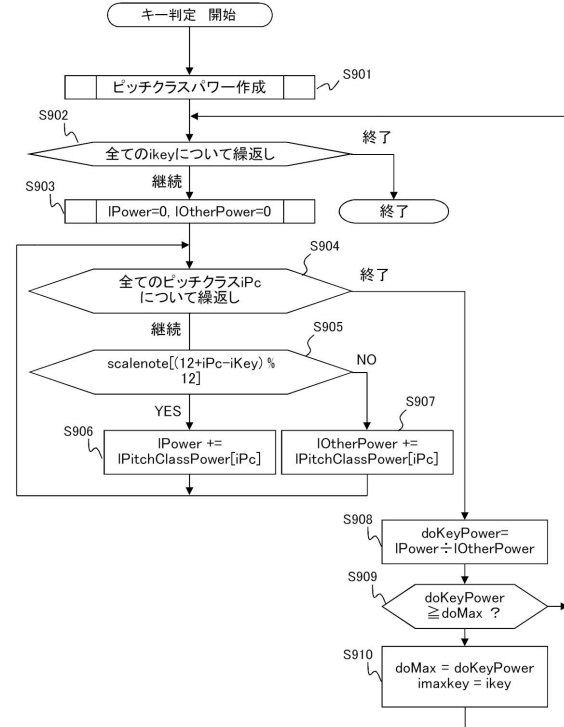 キー判定 開始
S901
ピッチクラスパワー作成
S902
全てのikeyについて繰返し
終了
継続
S903
lPower=0, lOtherPower=0
終了
S904
全てのピッチクラスiPc
について繰返し
終了
継続
S905
scalenote[(12+iPc-iKey) %
12]
NO
YES
S906
lPower +=
lPitchClassPower[iPc]
S907
lOtherPower +=
lPitchClassPower[iPc]
S908
doKeyPower=
lPower÷lOtherPower
S909
doKeyPower
≧doMax ?
S910
doMax = doKeyPower
imaxkey = ikey